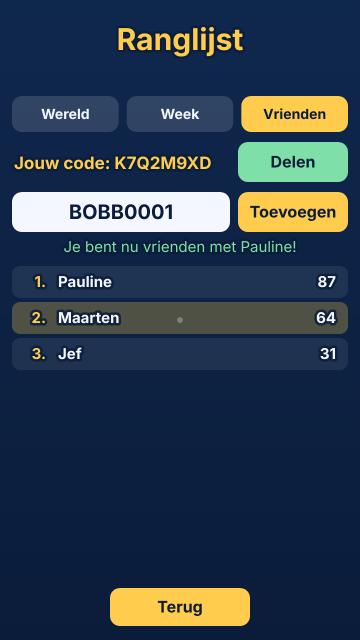 Ranglijst
Wereld Week Vrienden
Jouw code: K7Q2M9XD Delen
BOBB0001 Toevoegen
Je bent nu vrienden met Pauline!
1. Pauline 87
2. Maarten 64
3. Jef 31
Terug